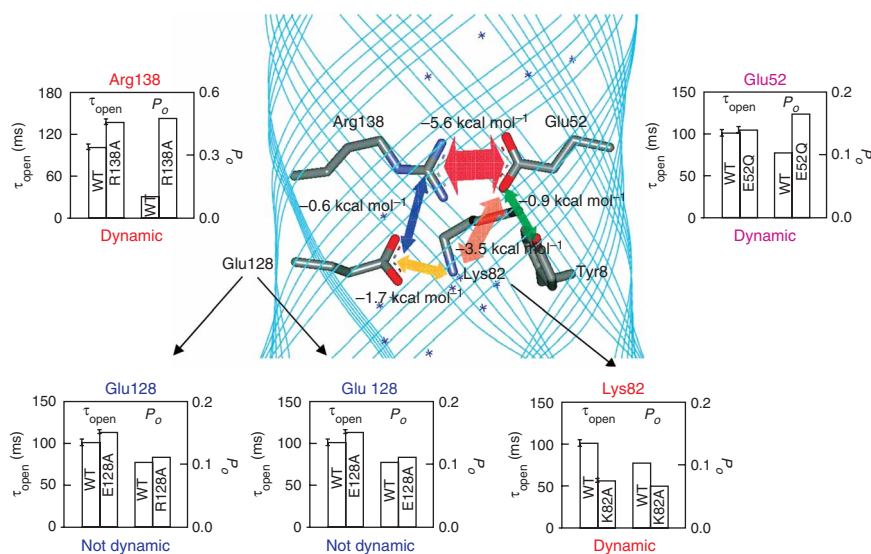 Arg138
τopen
Po
τopen (ms)
180
120
60
0
WT
R138A
WT
R138A
0.6
0.3
0.0
Po
Dynamic
Arg138
–5.6 kcal mol–1
Glu52
–0.6 kcal mol–1
–0.9 kcal mol–1
–3.5 kcal mol–1
Glu128
Lys82
Tyr8
–1.7 kcal mol–1
Glu52
τopen
Po
τopen (ms)
150
100
50
0
WT
E52Q
WT
E52Q
0.2
0.1
0.0
Po
Dynamic
Glu128
τopen
Po
τopen (ms)
150
100
50
0
WT
E128A
WT
R128A
0.2
0.1
0.0
Po
Not dynamic
Glu 128
τopen
Po
τopen (ms)
150
100
50
0
WT
E128A
WT
E128A
0.2
0.1
0.0
Po
Not dynamic
Lys82
τopen
Po
τopen (ms)
150
100
50
0
WT
K82A
WT
K82A
0.2
0.1
0.0
Po
Dynamic